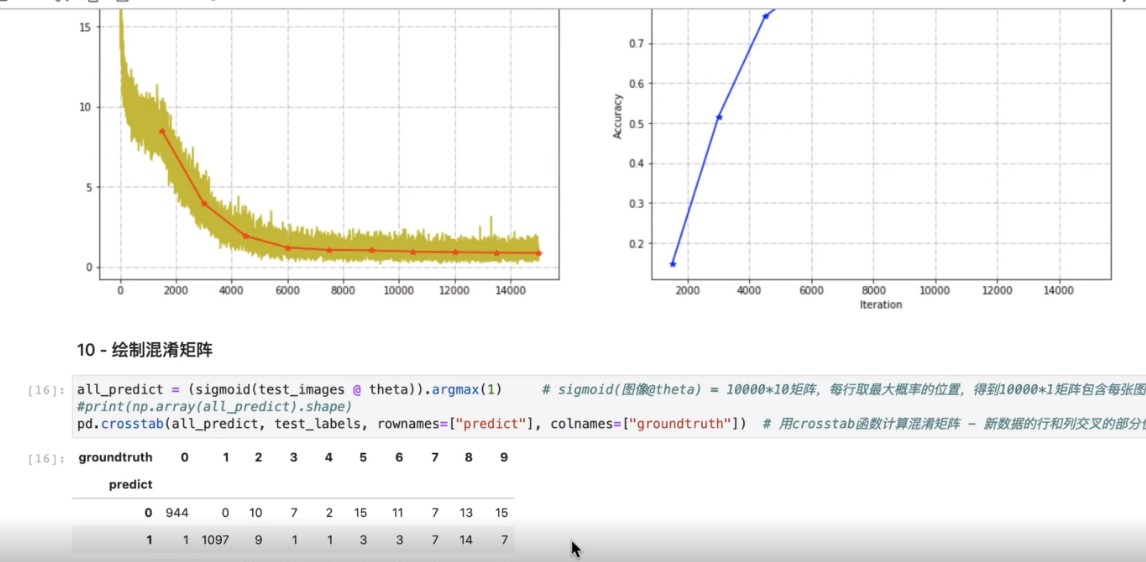 15
10
5
0
0 2000 4000 6000 8000 10000 12000 14000
0.7
0.6
0.5
0.4
0.3
0.2
Accuracy
2000 4000 6000 8000 10000 12000 14000
Iteration
10 - 绘制混淆矩阵
[16]: all_predict = (sigmoid(test_images @ theta)).argmax(1) # sigmoid(图像@theta) = 10000*10矩阵, 每行取最大概率的位置, 得到10000*1矩阵包含每张图
#print(np.array(all_predict).shape)
pd.crosstab(all_predict, test_labels, rownames=["predict"], colnames=["groundtruth"]) # 用crosstab函数计算混淆矩阵 – 新数据的行和列交叉的部分
[16]: groundtruth 0 1 2 3 4 5 6 7 8 9
predict
0 944 0 10 7 2 15 11 7 13 15
1 1 1097 9 1 1 3 3 7 14 7